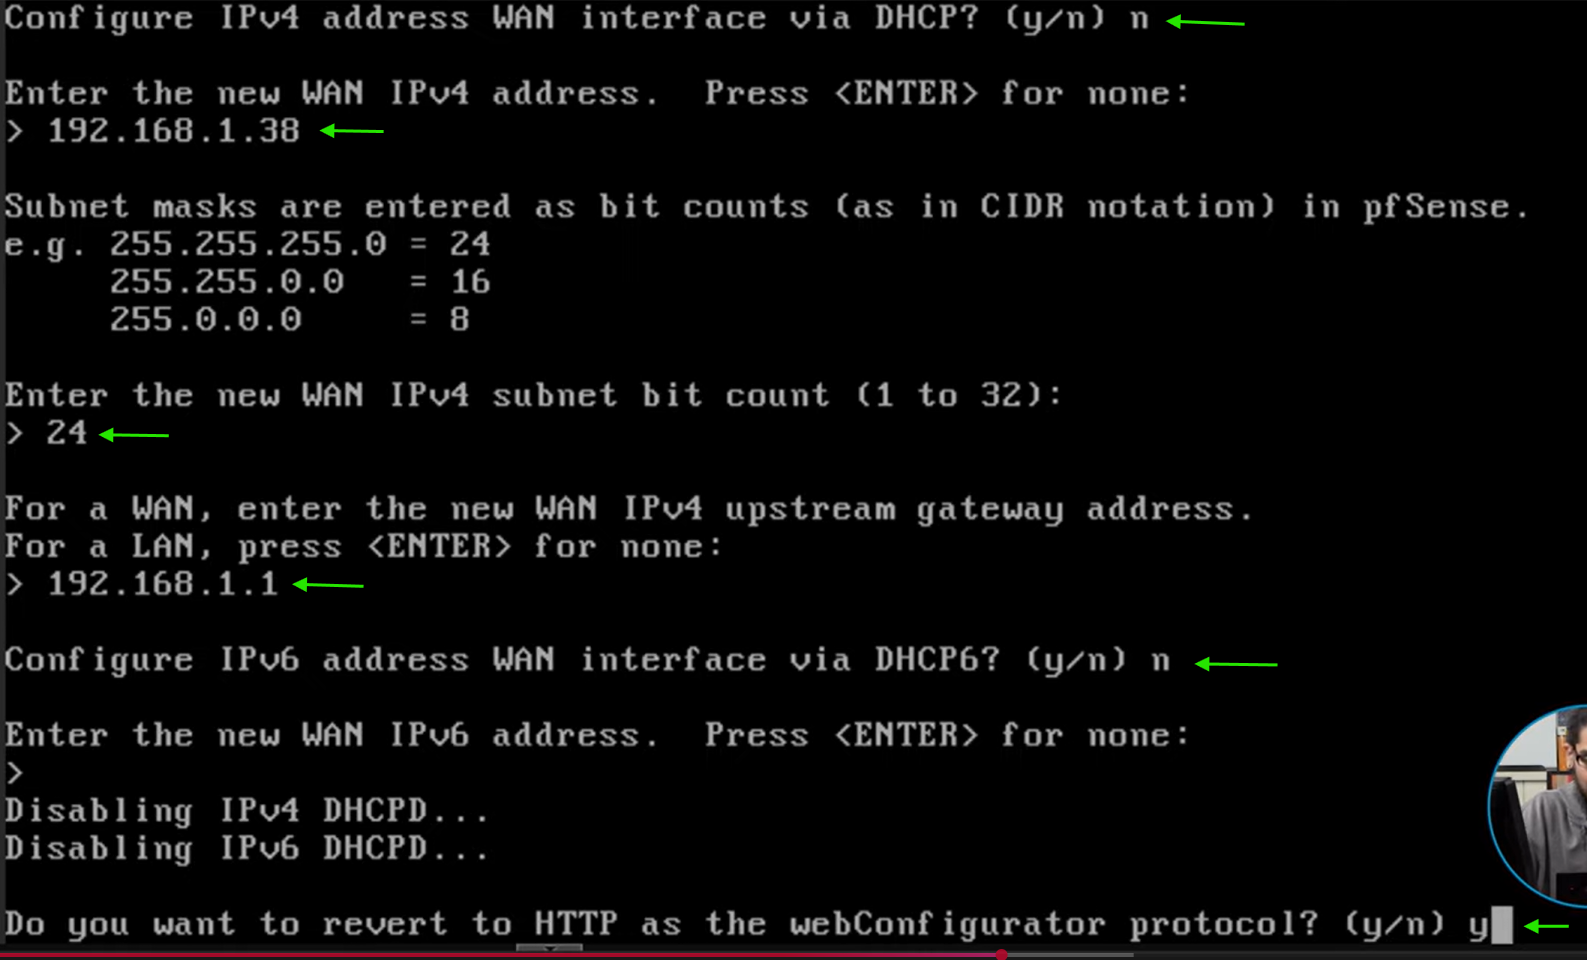 Configure IPv4 address WAN interface via DHCP? (y/n) n
Enter the new WAN IPv4 address.  Press <ENTER> for none:
> 192.168.1.38
Subnet masks are entered as bit counts (as in CIDR notation) in pfSense.
e.g. 255.255.255.0 = 24
     255.255.0.0   = 16
     255.0.0.0     = 8
Enter the new WAN IPv4 subnet bit count (1 to 32):
> 24
For a WAN, enter the new WAN IPv4 upstream gateway address.
For a LAN, press <ENTER> for none:
> 192.168.1.1
Configure IPv6 address WAN interface via DHCP6? (y/n) n
Enter the new WAN IPv6 address.  Press <ENTER> for none:
>
Disabling IPv4 DHCPD...
Disabling IPv6 DHCPD...
Do you want to revert to HTTP as the webConfigurator protocol? (y/n) y